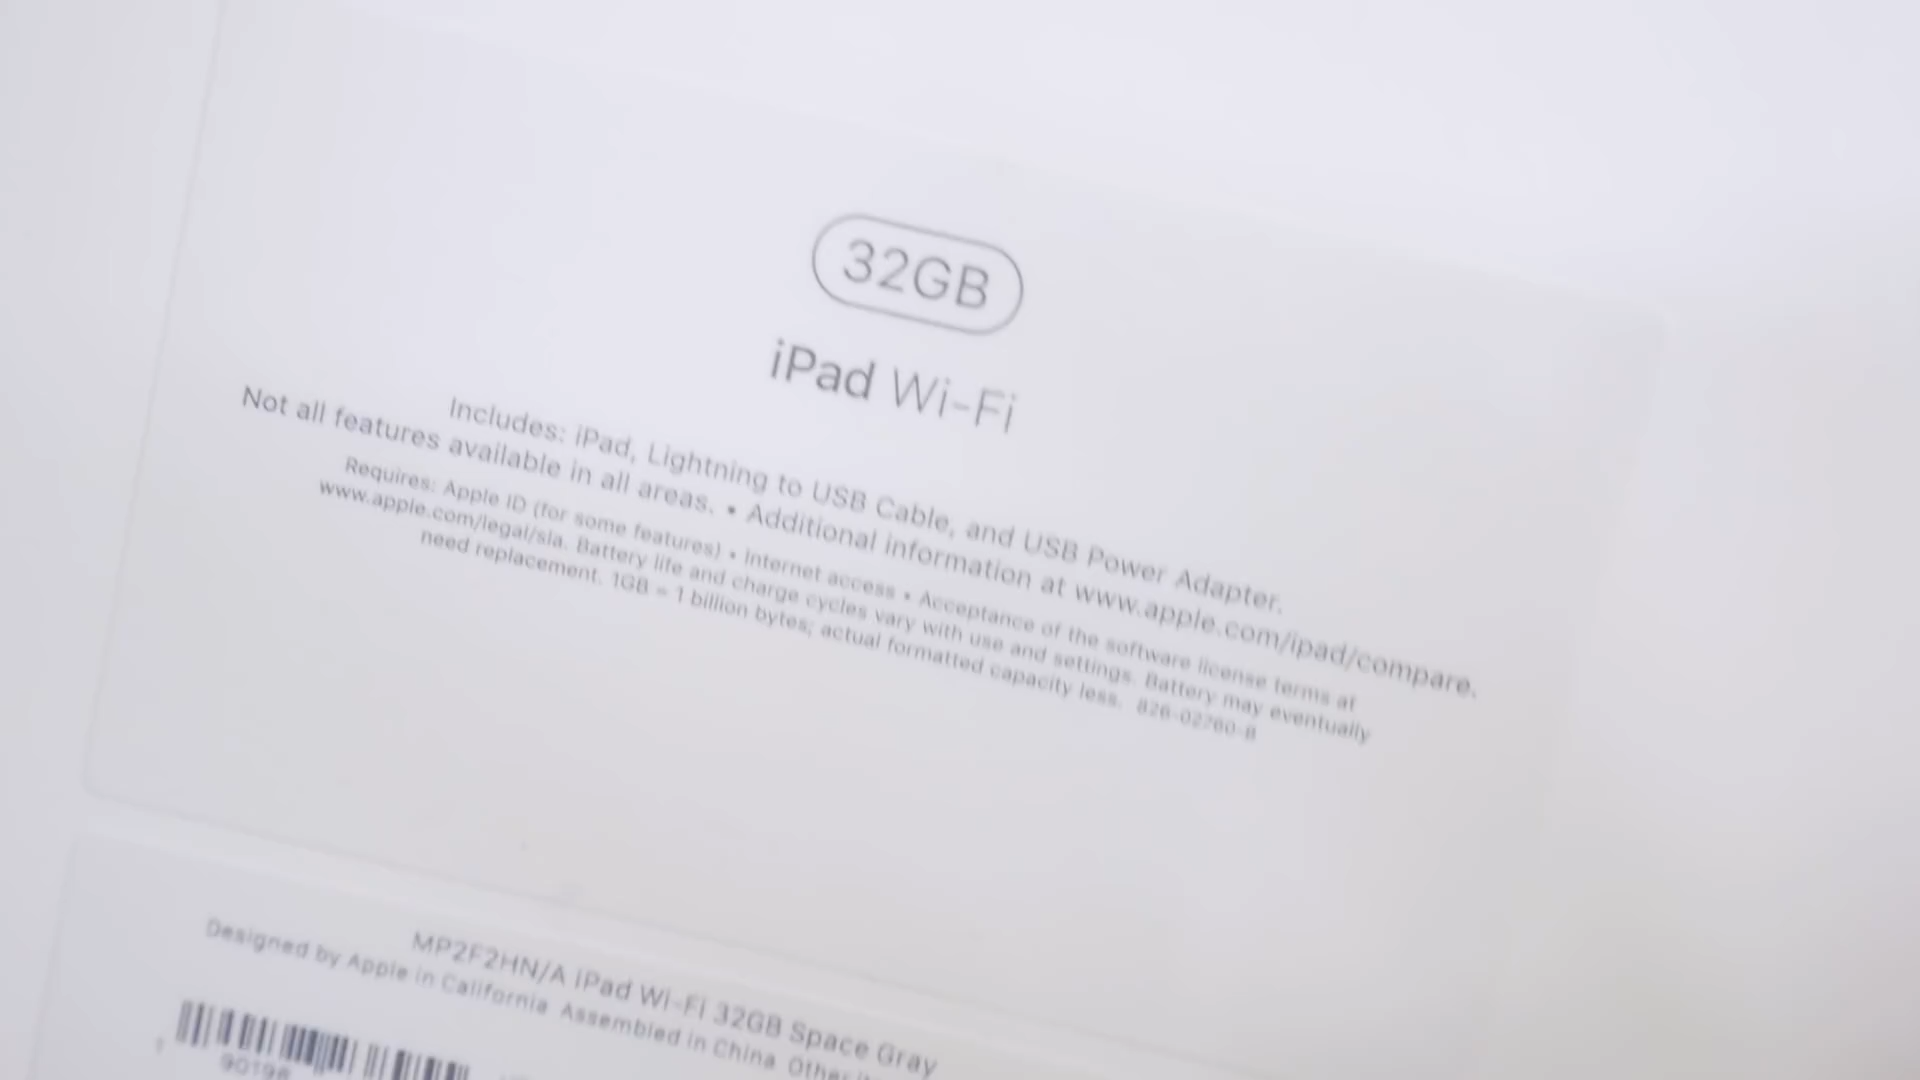 32GB
iPad Wi-Fi
Includes: iPad, Lightning to USB Cable, and USB Power Adapter.
Not all features available in all areas. • Additional information at www.apple.com/ipad/compare.
Requires: Apple ID (for some features) • Internet access • Acceptance of the software license terms at
www.apple.com/legal/sla. Battery life and charge cycles vary with use and settings. Battery may eventually
need replacement. 1GB = 1 billion bytes; actual formatted capacity less. 826-02760-B
MP2F2HN/A iPad Wi-Fi 32GB Space Gray
Designed by Apple in California Assembled in China Other
90198